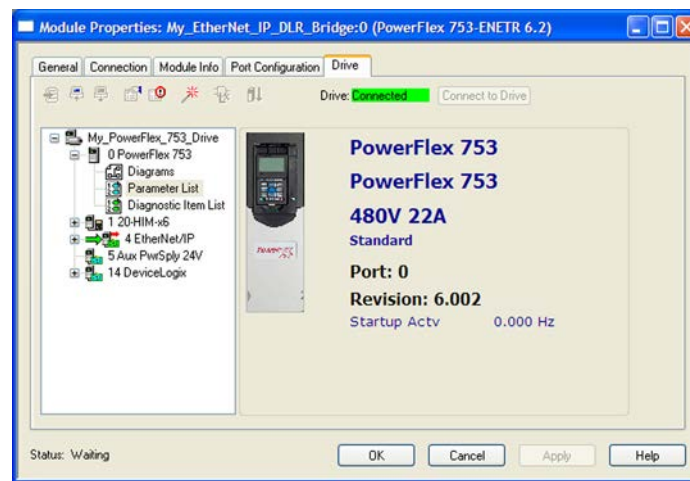 Module Properties: My_EtherNet_IP_DLR_Bridge:0 (PowerFlex 753-ENETR 6.2)
General Connection Module Info Port Configuration Drive
Drive: Connected Connect to Drive
My_PowerFlex_753_Drive
0 PowerFlex 753
Diagrams
Parameter List
Diagnostic Item List
1 20-HIM-x6
4 EtherNet/IP
5 Aux PwrSply 24V
14 DeviceLogix
PowerFlex 753
PowerFlex 753
480V 22A
Standard
Port: 0
Revision: 6.002
Startup Actv 0.000 Hz
Status: Waiting
OK Cancel Apply Help